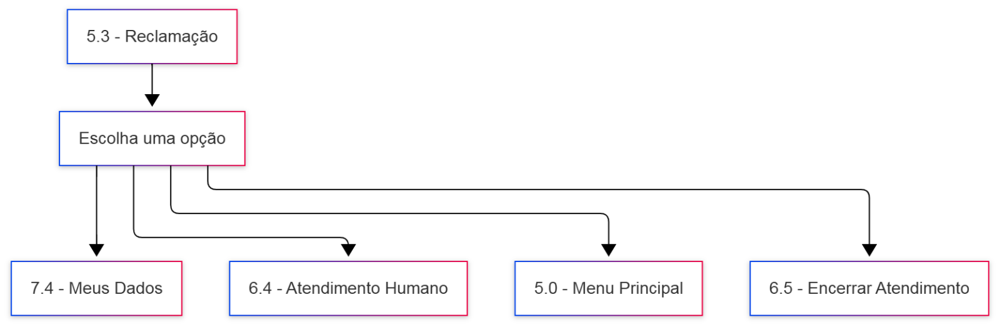 5.3 - Reclamação
Escolha uma opção
7.4 - Meus Dados
6.4 - Atendimento Humano
5.0 - Menu Principal
6.5 - Encerrar Atendimento